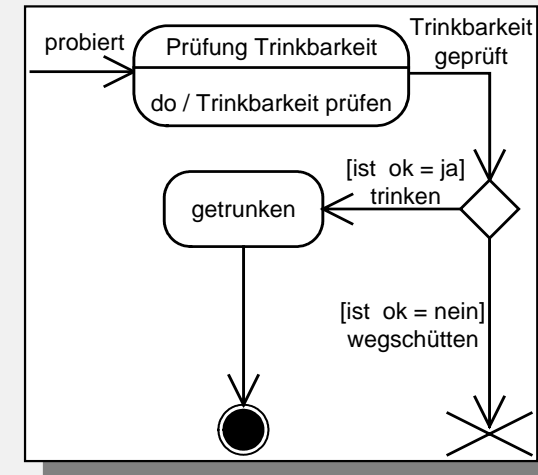 probiert
Prüfung Trinkbarkeit
do / Trinkbarkeit prüfen
Trinkbarkeit
geprüft
[ist ok = ja]
trinken
getrunken
[ist ok = nein]
wegschütten